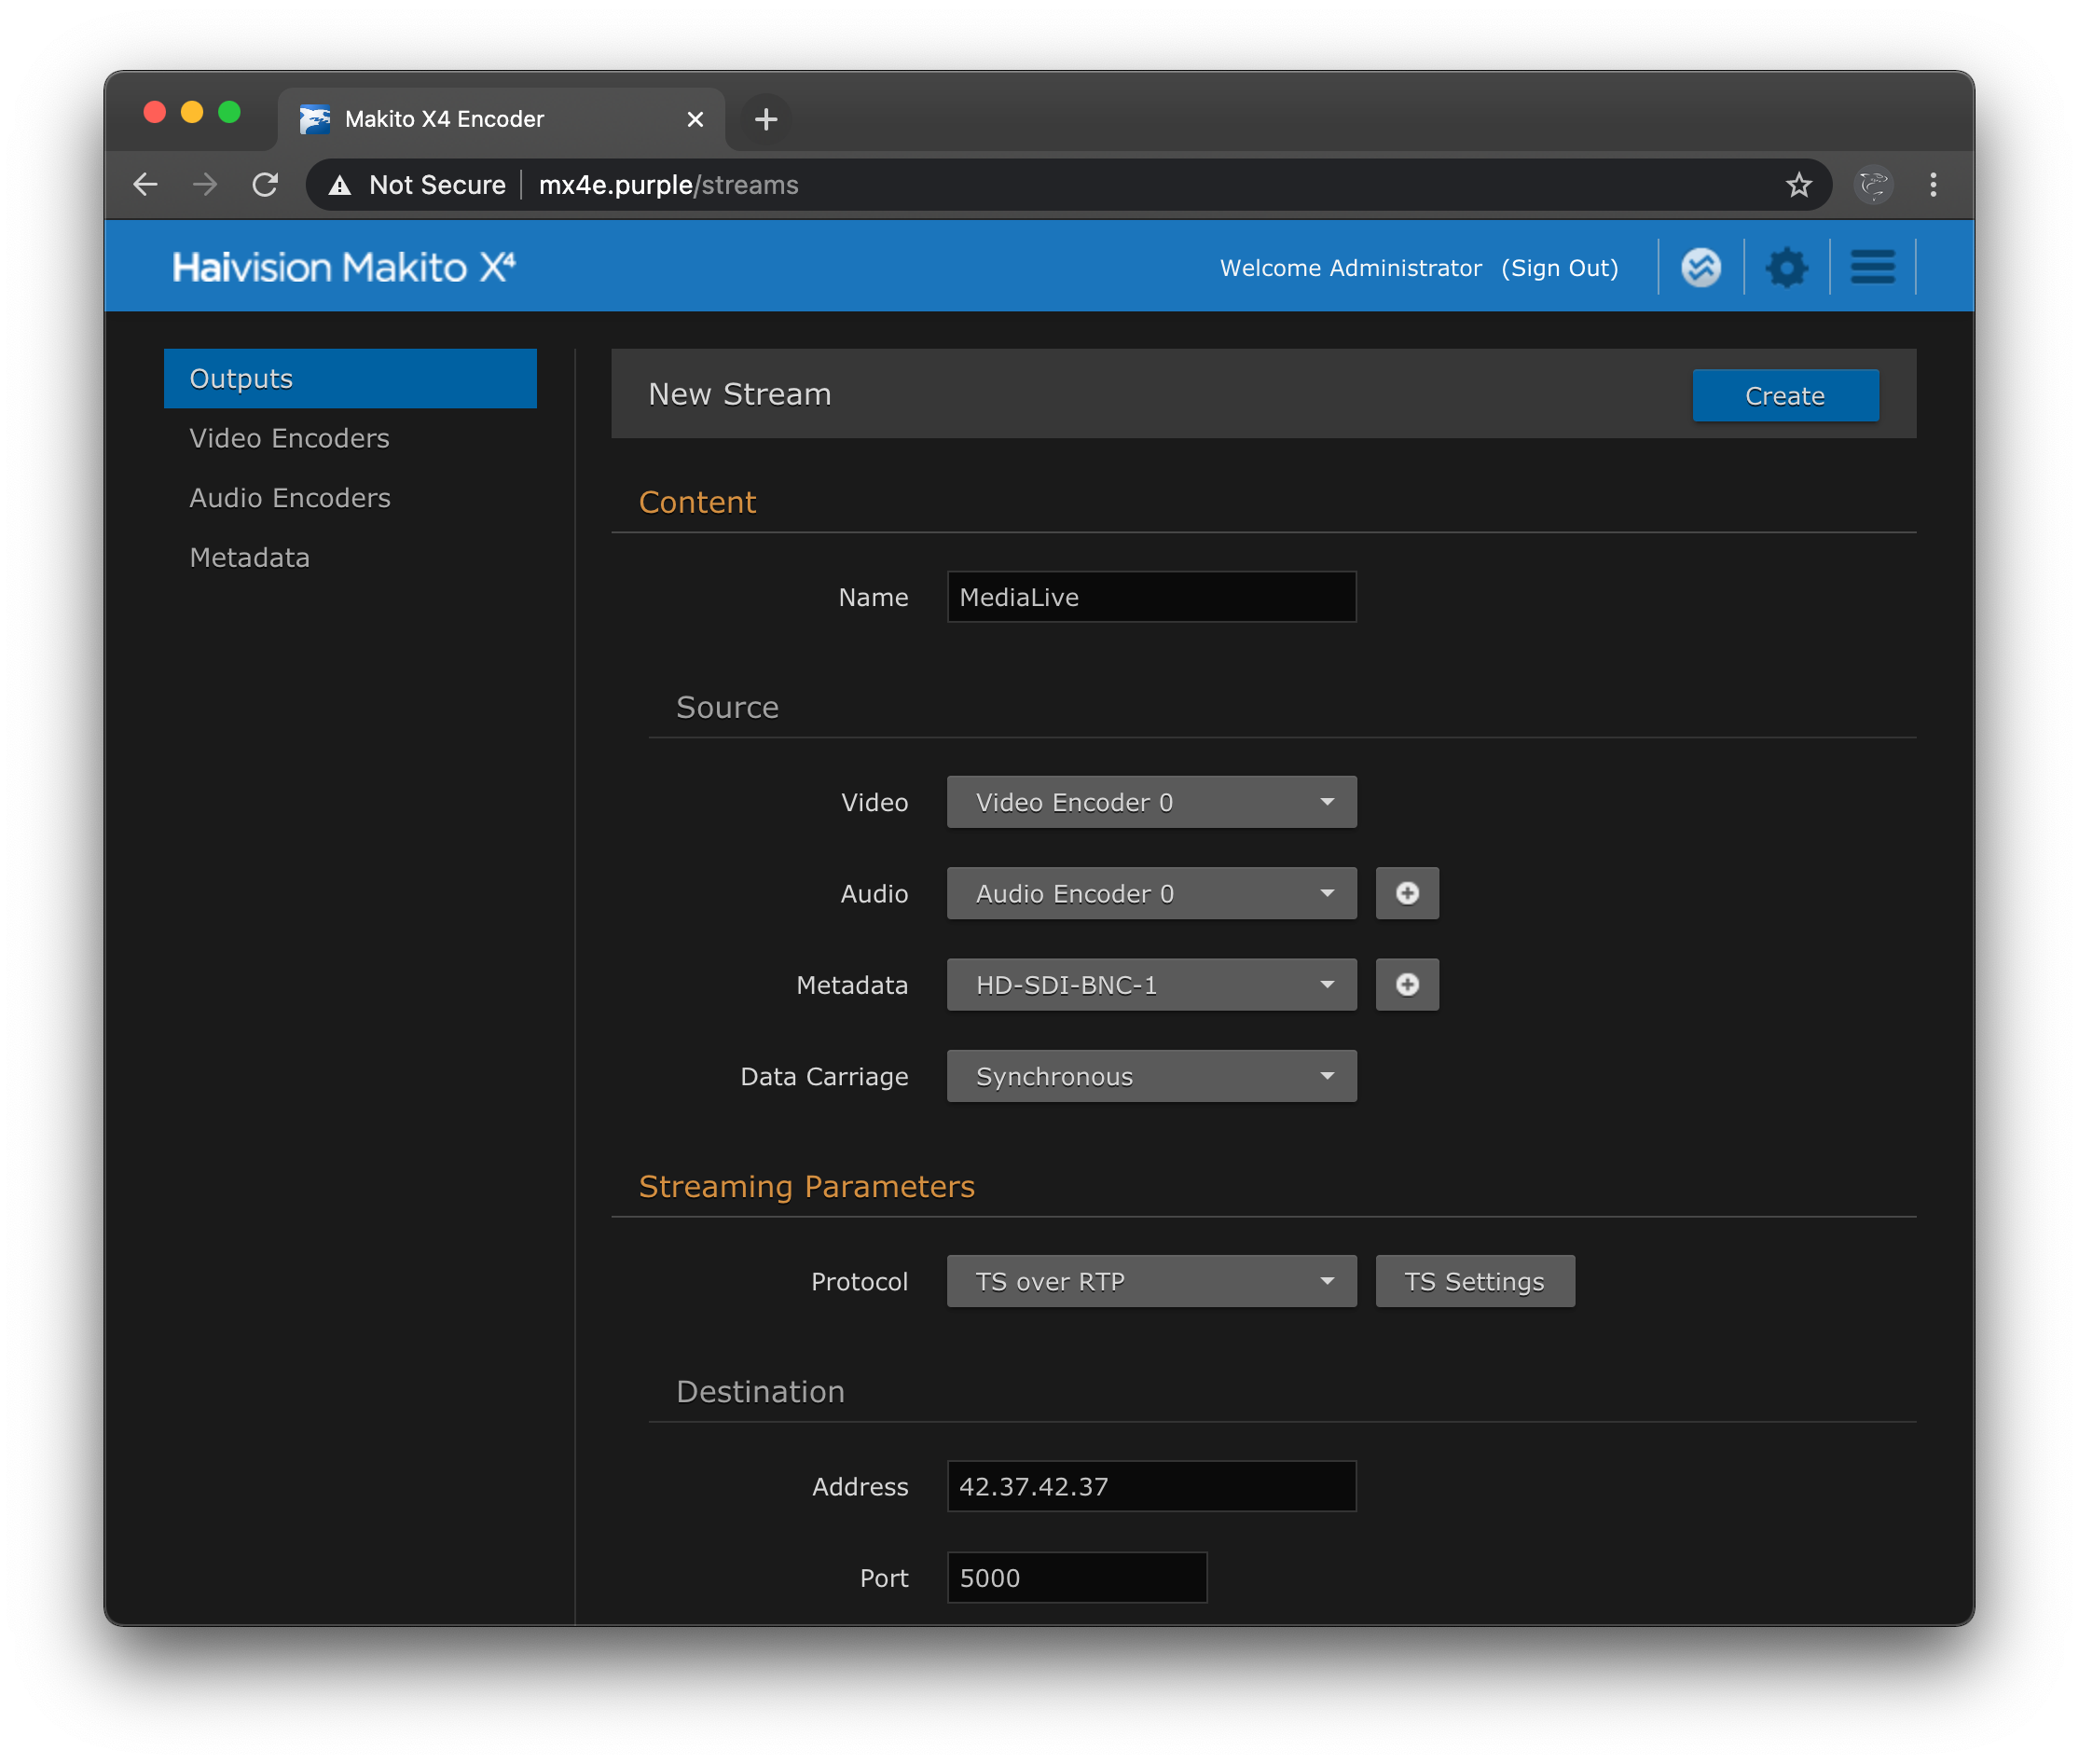 Makito X4 Encoder
Not Secure mx4e.purple/streams
Haivision Makito X4 Welcome Administrator (Sign Out)
Outputs
Video Encoders
Audio Encoders
Metadata
New Stream Create
Content
Name MediaLive
Source
Video Video Encoder 0
Audio Audio Encoder 0
Metadata HD-SDI-BNC-1
Data Carriage Synchronous
Streaming Parameters
Protocol TS over RTP TS Settings
Destination
Address 42.37.42.37
Port 5000